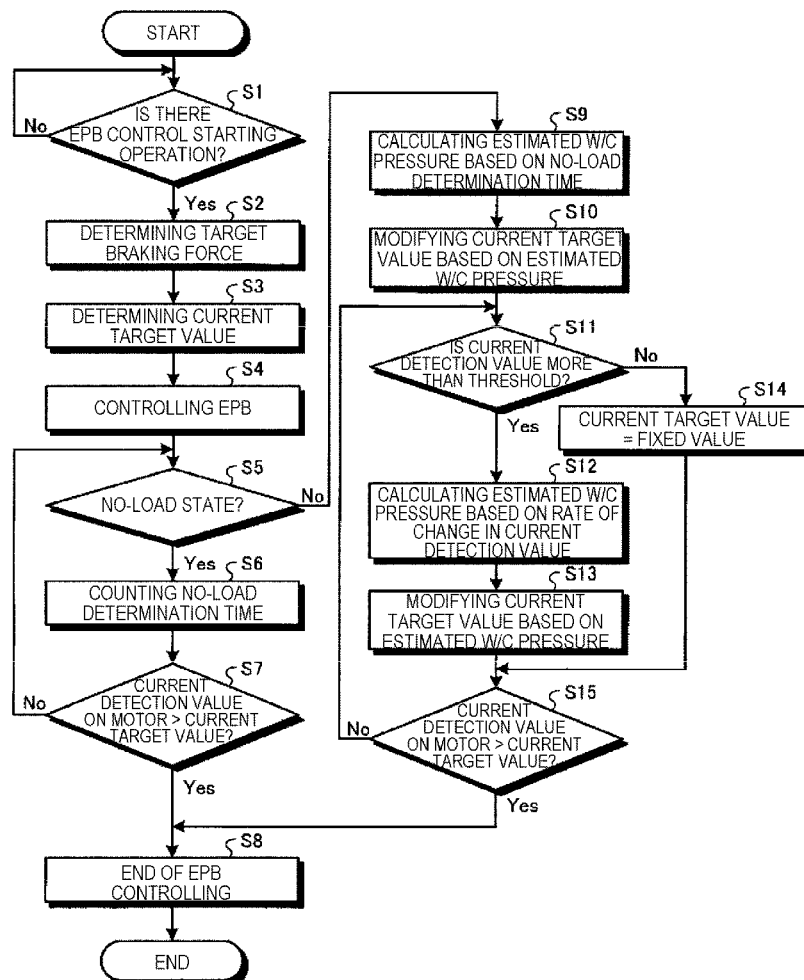 START
S1
IS THERE
EPB CONTROL STARTING
OPERATION?
No
Yes
S2
DETERMINING TARGET
BRAKING FORCE
S3
DETERMINING CURRENT
TARGET VALUE
S4
CONTROLLING EPB
S5
NO-LOAD STATE?
No
Yes
S6
COUNTING NO-LOAD
DETERMINATION TIME
S7
CURRENT
DETECTION VALUE
ON MOTOR > CURRENT
TARGET VALUE?
No
Yes
S8
END OF EPB
CONTROLLING
END
S9
CALCULATING ESTIMATED W/C
PRESSURE BASED ON NO-LOAD
DETERMINATION TIME
S10
MODIFYING CURRENT TARGET
VALUE BASED ON ESTIMATED
W/C PRESSURE
S11
IS CURRENT
DETECTION VALUE MORE
THAN THRESHOLD?
No
Yes
S14
CURRENT TARGET VALUE
= FIXED VALUE
S12
CALCULATING ESTIMATED W/C
PRESSURE BASED ON RATE OF
CHANGE IN CURRENT
DETECTION VALUE
S13
MODIFYING CURRENT
TARGET VALUE BASED ON
ESTIMATED W/C PRESSURE
S15
CURRENT
DETECTION VALUE
ON MOTOR > CURRENT
TARGET VALUE?
No
Yes